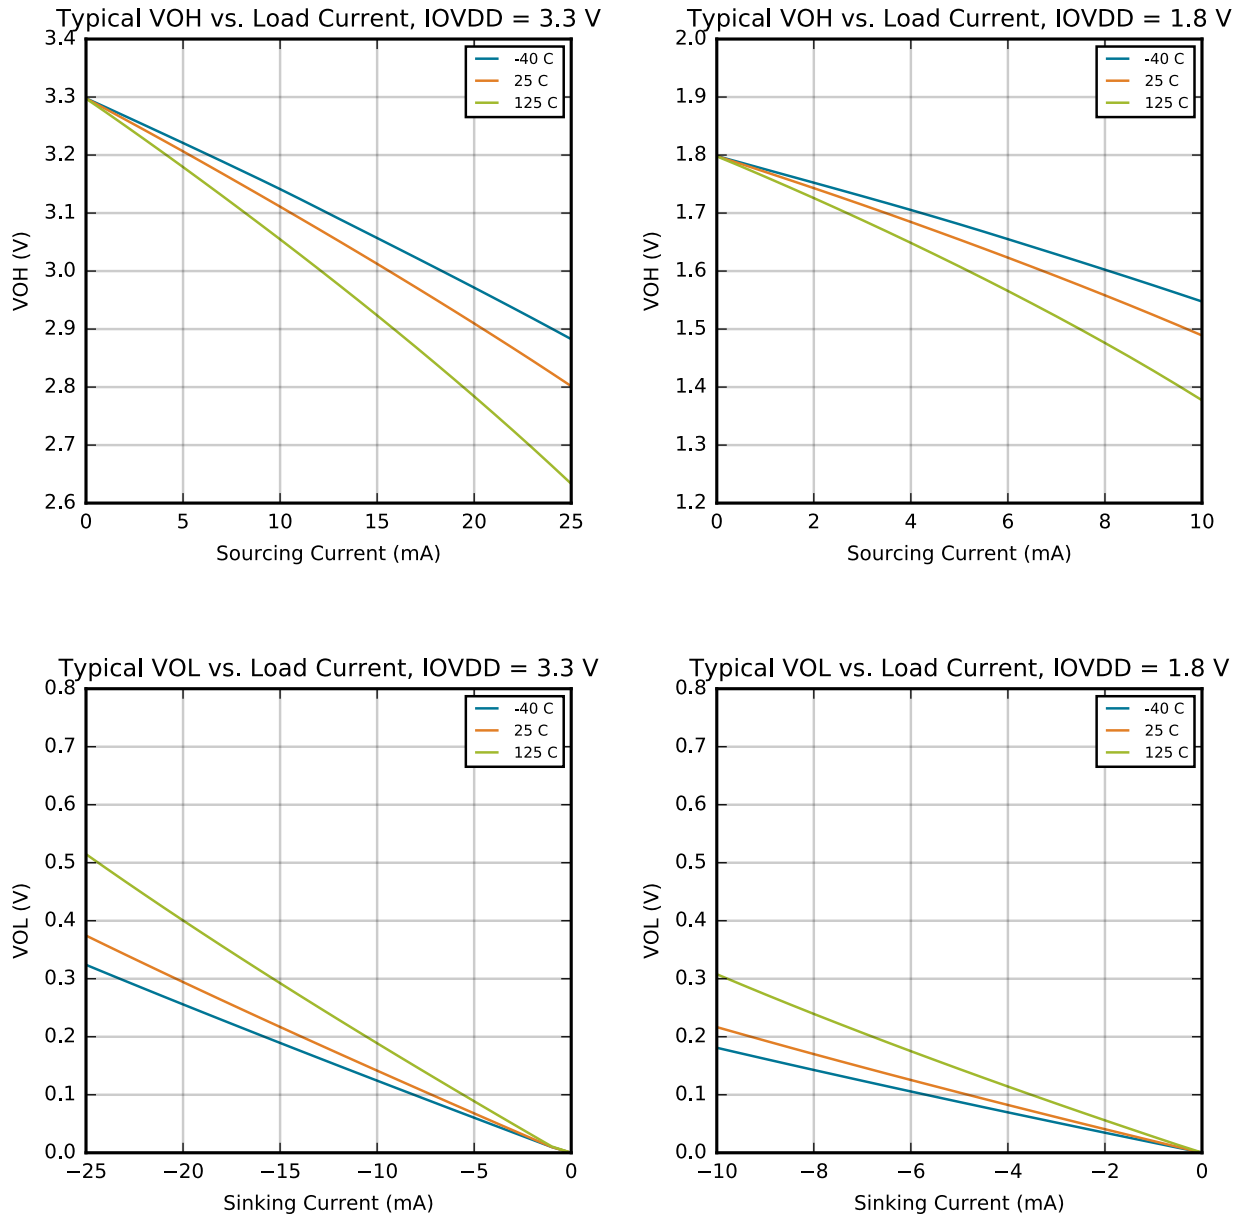 Typical VOH vs. Load Current, IOVDD = 3.3 V
3.4
3.3
3.2
3.1
3.0
2.9
2.8
2.7
2.6
VOH (V)
-40 C
25 C
125 C
0 5 10 15 20 25
Sourcing Current (mA)
Typical VOH vs. Load Current, IOVDD = 1.8 V
2.0
1.9
1.8
1.7
1.6
1.5
1.4
1.3
1.2
VOH (V)
-40 C
25 C
125 C
0 2 4 6 8 10
Sourcing Current (mA)
Typical VOL vs. Load Current, IOVDD = 3.3 V
0.8
0.7
0.6
0.5
0.4
0.3
0.2
0.1
0.0
VOL (V)
-40 C
25 C
125 C
−25 −20 −15 −10 −5 0
Sinking Current (mA)
Typical VOL vs. Load Current, IOVDD = 1.8 V
0.8
0.7
0.6
0.5
0.4
0.3
0.2
0.1
0.0
VOL (V)
-40 C
25 C
125 C
−10 −8 −6 −4 −2 0
Sinking Current (mA)